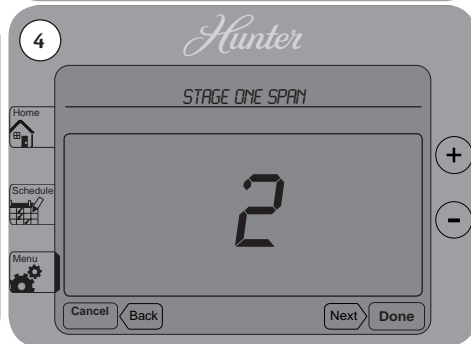 4
Hunter
STAGE ONE SPAN
Home
+
2
Schedule
-
Menu
Cancel
Back
Next
Done